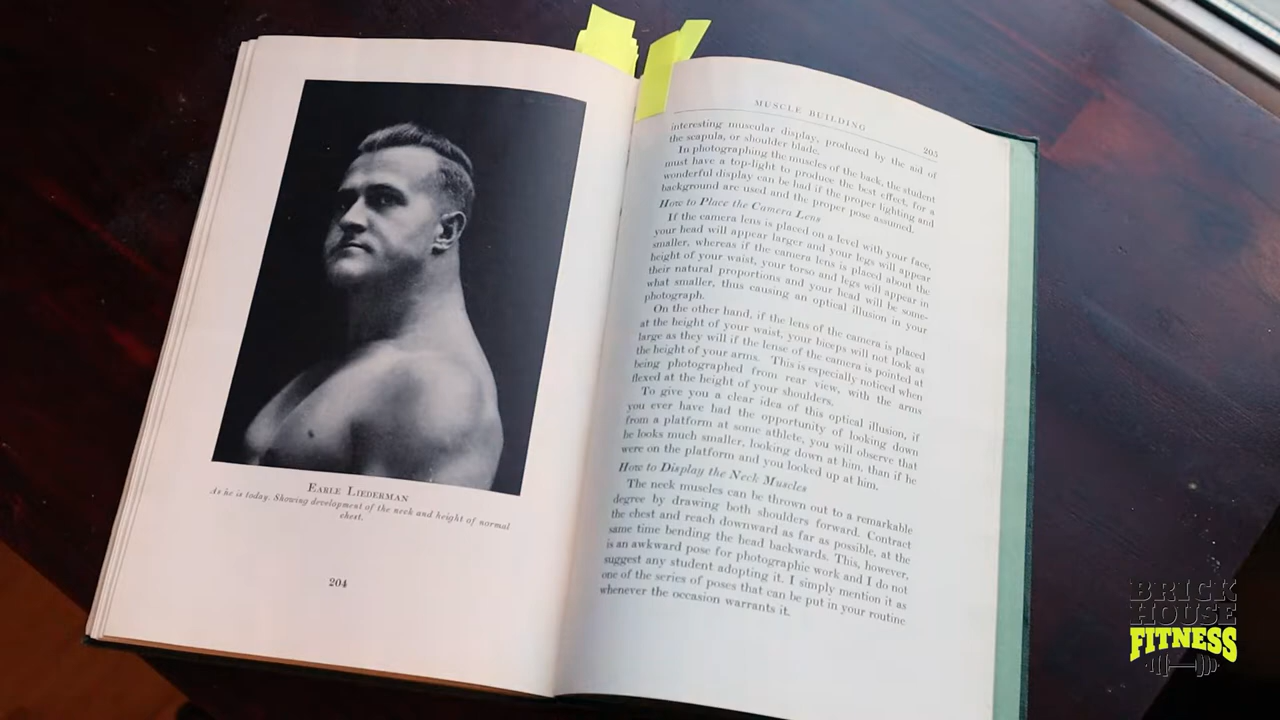 EARLE LIEDERMAN
As he is today. Showing development of the neck and height of normal
chest.
204
MUSCLE BUILDING
205
interesting muscular display, produced by the aid of
the scapula, or shoulder blade.
In photographing the muscles of the back, the student
must have a top-light to produce the best effect, for a
wonderful display can be had if the proper lighting and
background are used and the proper pose assumed.
How to Place the Camera Lens
If the camera lens is placed on a level with your face,
your head will appear larger and your legs will appear
smaller, whereas if the camera lens is placed about the
height of your waist, your torso and legs will appear in
their natural proportions and your head will be some-
what smaller, thus causing an optical illusion in your
photograph.
On the other hand, if the lens of the camera is placed
at the height of your waist, your biceps will not look as
large as they will if the lense of the camera is pointed at
the height of your arms. This is especially noticed when
being photographed from rear view, with the arms
flexed at the height of your shoulders.
To give you a clear idea of this optical illusion, if
you ever have had the opportunity of looking down
from a platform at some athlete, you will observe that
he looks much smaller, looking down at him, than if he
were on the platform and you looked up at him.
How to Display the Neck Muscles
The neck muscles can be thrown out to a remarkable
degree by drawing both shoulders forward. Contract
the chest and reach downward as far as possible, at the
same time bending the head backwards. This, however,
is an awkward pose for photographic work and I do not
suggest any student adopting it. I simply mention it as
one of the series of poses that can be put in your routine
whenever the occasion warrants it.
BRICK
HOUSE
FITNESS